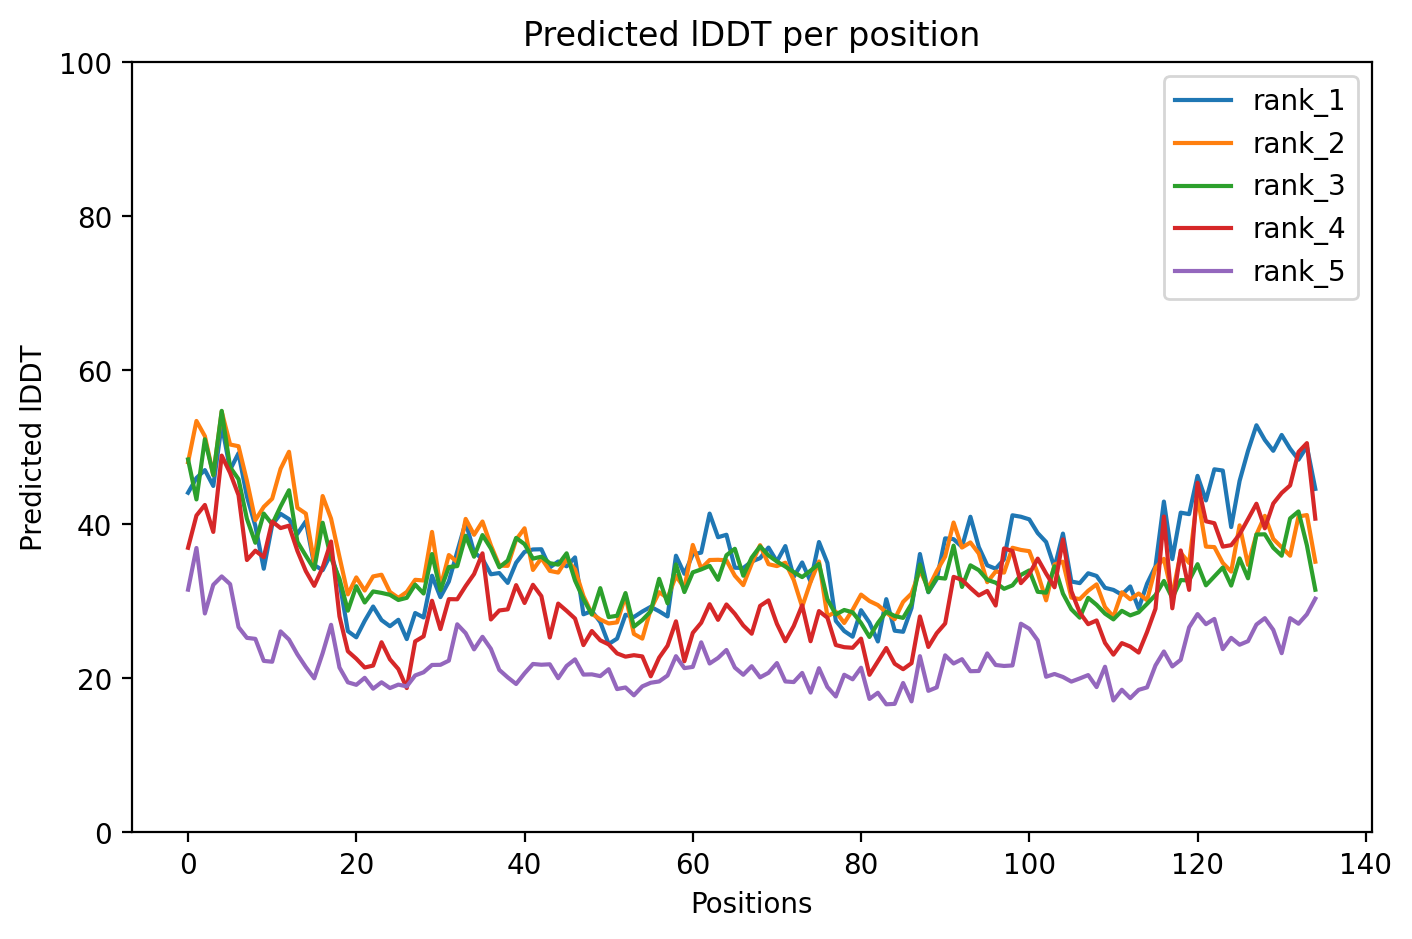 Predicted lDDT per position
100
80
60
40
20
0
Predicted lDDT
0 20 40 60 80 100 120 140
Positions
rank_1
rank_2
rank_3
rank_4
rank_5